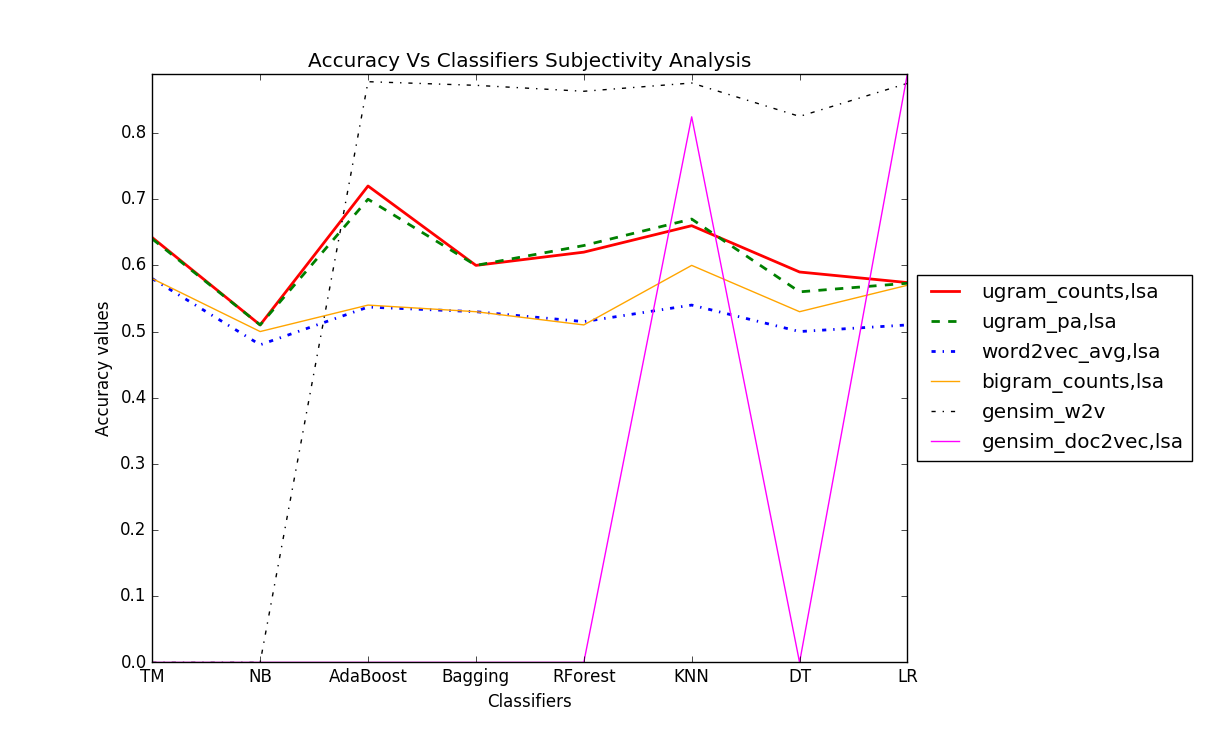 Accuracy Vs Classifiers Subjectivity Analysis
0.8
0.7
0.6
0.5
0.4
0.3
0.2
0.1
0.0
Accuracy values
TM NB AdaBoost Bagging RForest KNN DT LR
Classifiers
ugram_counts,lsa
ugram_pa,lsa
word2vec_avg,lsa
bigram_counts,lsa
gensim_w2v
gensim_doc2vec,lsa